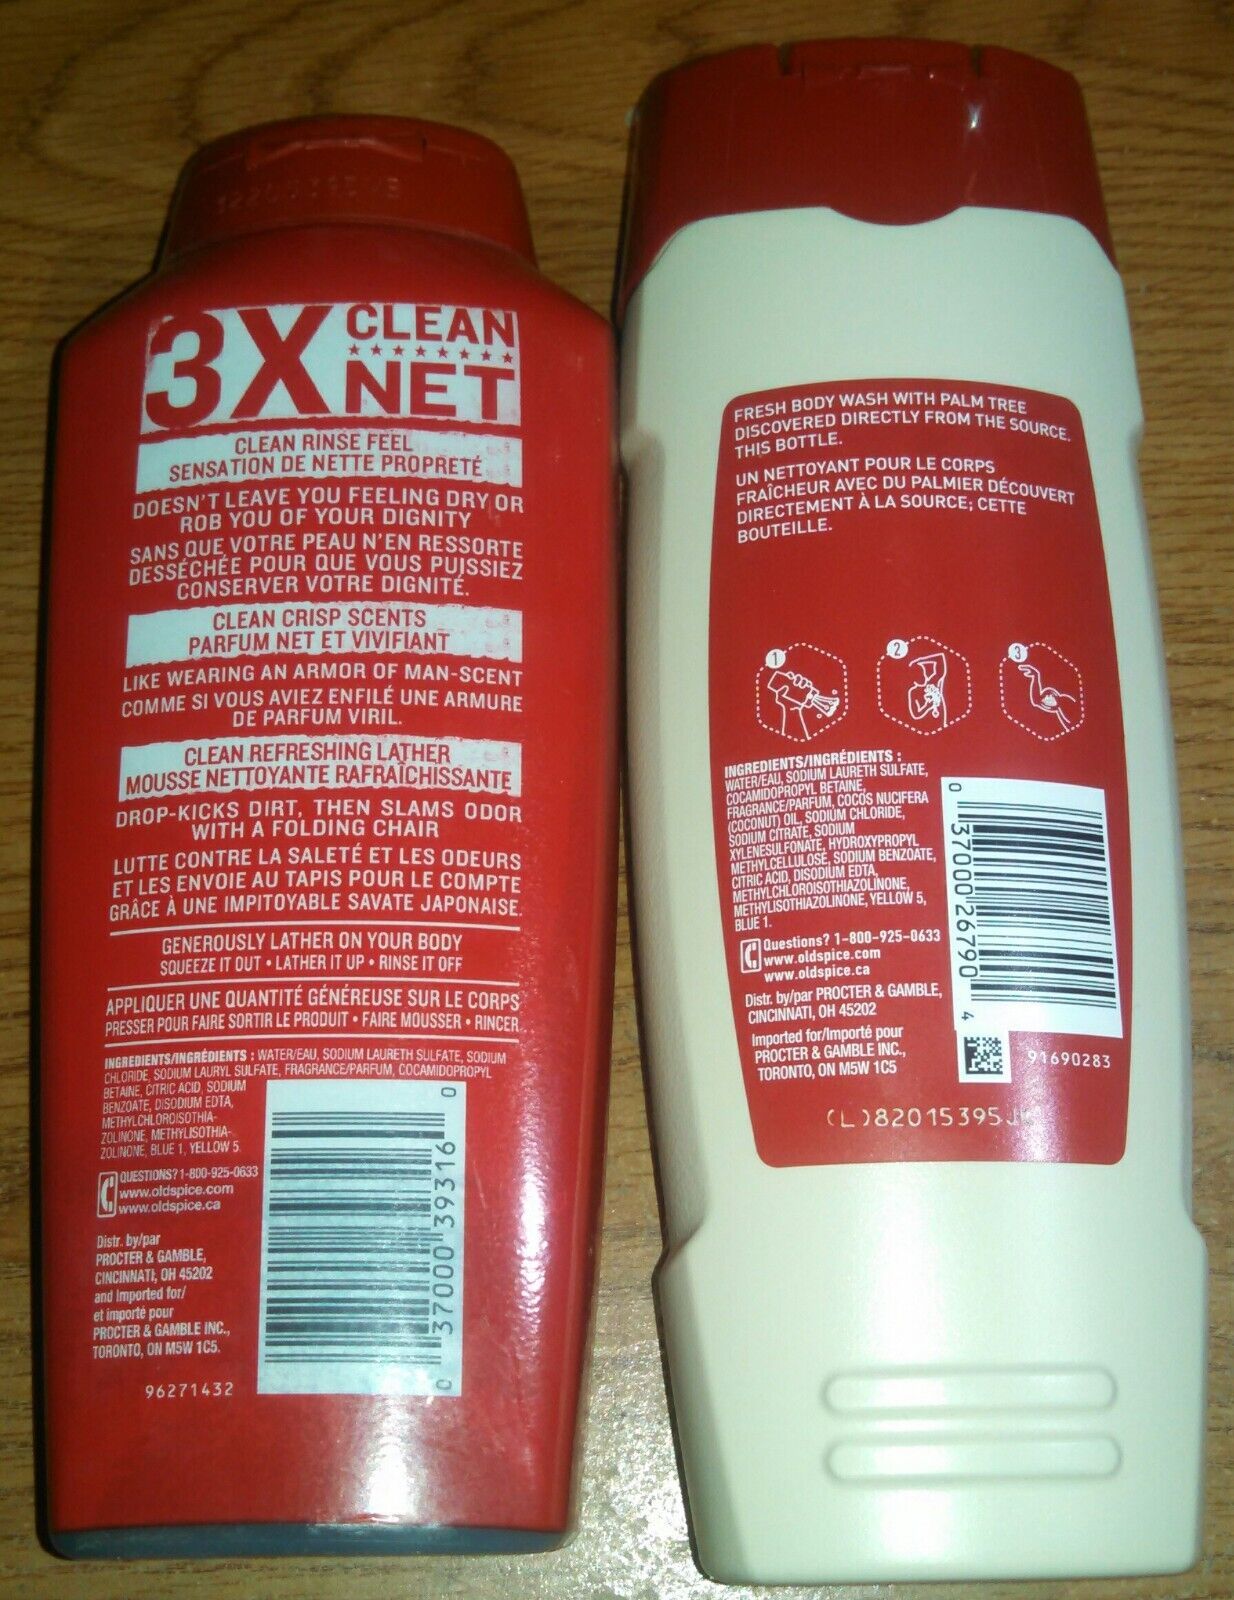 3X CLEAN
NET
CLEAN RINSE FEEL
SENSATION DE NETTE PROPRETÉ
DOESN'T LEAVE YOU FEELING DRY OR
ROB YOU OF YOUR DIGNITY
SANS QUE VOTRE PEAU N'EN RESSORTE
DESSÉCHÉE POUR QUE VOUS PUISSIEZ
CONSERVER VOTRE DIGNITÉ.
CLEAN CRISP SCENTS
PARFUM NET ET VIVIFIANT
LIKE WEARING AN ARMOR OF MAN-SCENT
COMME SI VOUS AVIEZ ENFILÉ UNE ARMURE
DE PARFUM VIRIL.
CLEAN REFRESHING LATHER
MOUSSE NETTOYANTE RAFRAÎCHISSANTE
DROP-KICKS DIRT, THEN SLAMS ODOR
WITH A FOLDING CHAIR
LUTTE CONTRE LA SALETÉ ET LES ODEURS
ET LES ENVOIE AU TAPIS POUR LE COMPTE
GRÂCE À UNE IMPITOYABLE SAVATE JAPONAISE.
GENEROUSLY LATHER ON YOUR BODY
SQUEEZE IT OUT • LATHER IT UP • RINSE IT OFF
APPLIQUER UNE QUANTITÉ GÉNÉREUSE SUR LE CORPS
PRESSER POUR FAIRE SORTIR LE PRODUIT • FAIRE MOUSSER • RINCER
INGREDIENTS/INGRÉDIENTS : WATER/EAU, SODIUM LAURETH SULFATE, SODIUM
CHLORIDE, SODIUM LAURYL SULFATE, FRAGRANCE/PARFUM, COCAMIDOPROPYL
BETAINE, CITRIC ACID, SODIUM
BENZOATE, DISODIUM EDTA,
METHYLCHLOROISOTHIA-
ZOLINONE, METHYLISOTHIA-
ZOLINONE, BLUE 1, YELLOW 5.
QUESTIONS? 1-800-925-0633
www.oldspice.com
www.oldspice.ca
Distr. by/par
PROCTER & GAMBLE,
CINCINNATI, OH 45202
and Imported for/
et importé pour
PROCTER & GAMBLE INC.,
TORONTO, ON M5W 1C5.
96271432
0 37000 39316 0
FRESH BODY WASH WITH PALM TREE
DISCOVERED DIRECTLY FROM THE SOURCE.
THIS BOTTLE.
UN NETTOYANT POUR LE CORPS
FRAÎCHEUR AVEC DU PALMIER DÉCOUVERT
DIRECTEMENT À LA SOURCE; CETTE
BOUTEILLE.
1 2 3
INGREDIENTS/INGRÉDIENTS :
WATER/EAU, SODIUM LAURETH SULFATE,
COCAMIDOPROPYL BETAINE,
FRAGRANCE/PARFUM, COCOS NUCIFERA
(COCONUT) OIL, SODIUM CHLORIDE,
SODIUM CITRATE, SODIUM
XYLENESULFONATE, HYDROXYPROPYL
METHYLCELLULOSE, SODIUM BENZOATE,
CITRIC ACID, DISODIUM EDTA,
METHYLCHLOROISOTHIAZOLINONE,
METHYLISOTHIAZOLINONE, YELLOW 5,
BLUE 1.
Questions? 1-800-925-0633
www.oldspice.com
www.oldspice.ca
Distr. by/par PROCTER & GAMBLE,
CINCINNATI, OH 45202
Imported for/Importé pour
PROCTER & GAMBLE INC.,
TORONTO, ON M5W 1C5
0 37000 26790 4
91690283
(L)82015395